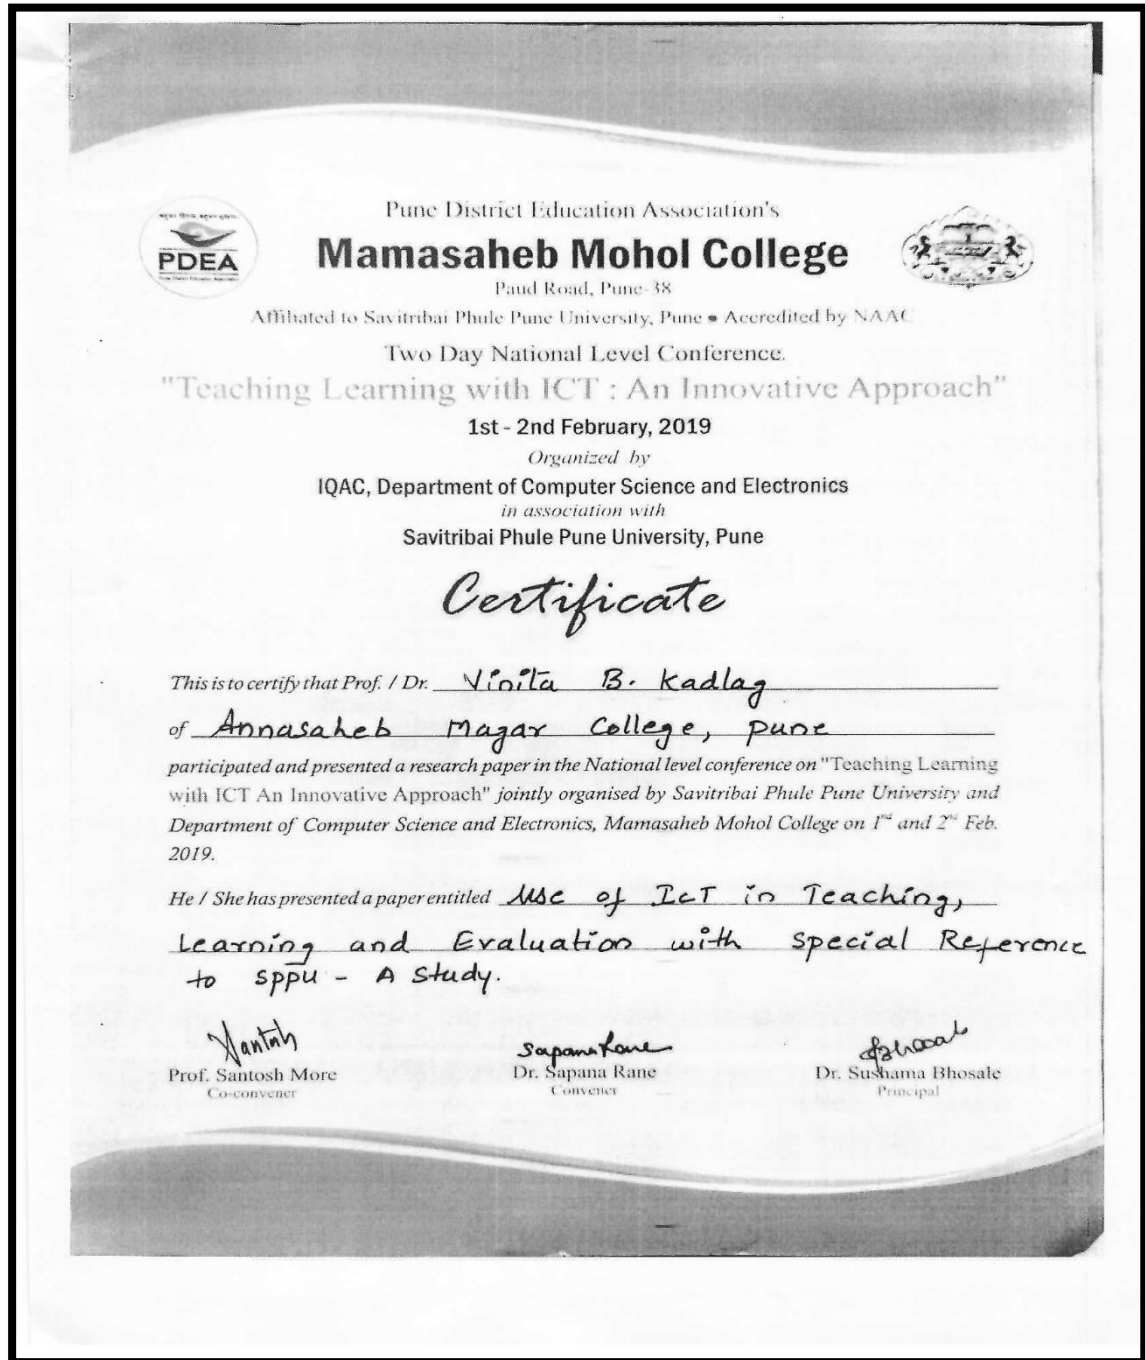 Pune District Education Association's
PDEA
Mamasaheb Mohol College
Paud Road, Pune-38
Affiliated to Savitribai Phule Pune University, Pune • Accredited by NAAC
Two Day National Level Conference.
"Teaching Learning with ICT : An Innovative Approach"
1st - 2nd February, 2019
Organized by
IQAC, Department of Computer Science and Electronics
in association with
Savitribai Phule Pune University, Pune
Certificate
This is to certify that Prof. / Dr. Vinita B. Kadlag
of Annasaheb Magar College, Pune
participated and presented a research paper in the National level conference on "Teaching Learning
with ICT An Innovative Approach" jointly organised by Savitribai Phule Pune University and
Department of Computer Science and Electronics, Mamasaheb Mohol College on 1st and 2nd Feb.
2019.
He / She has presented a paper entitled Use of ICT in Teaching,
Learning and Evaluation with Special Reference
to SPPU - A Study.
Santosh
Prof. Santosh More
Co-convener
Sapana Rane
Dr. Sapana Rane
Convener
Bhosale
Dr. Sushama Bhosale
Principal